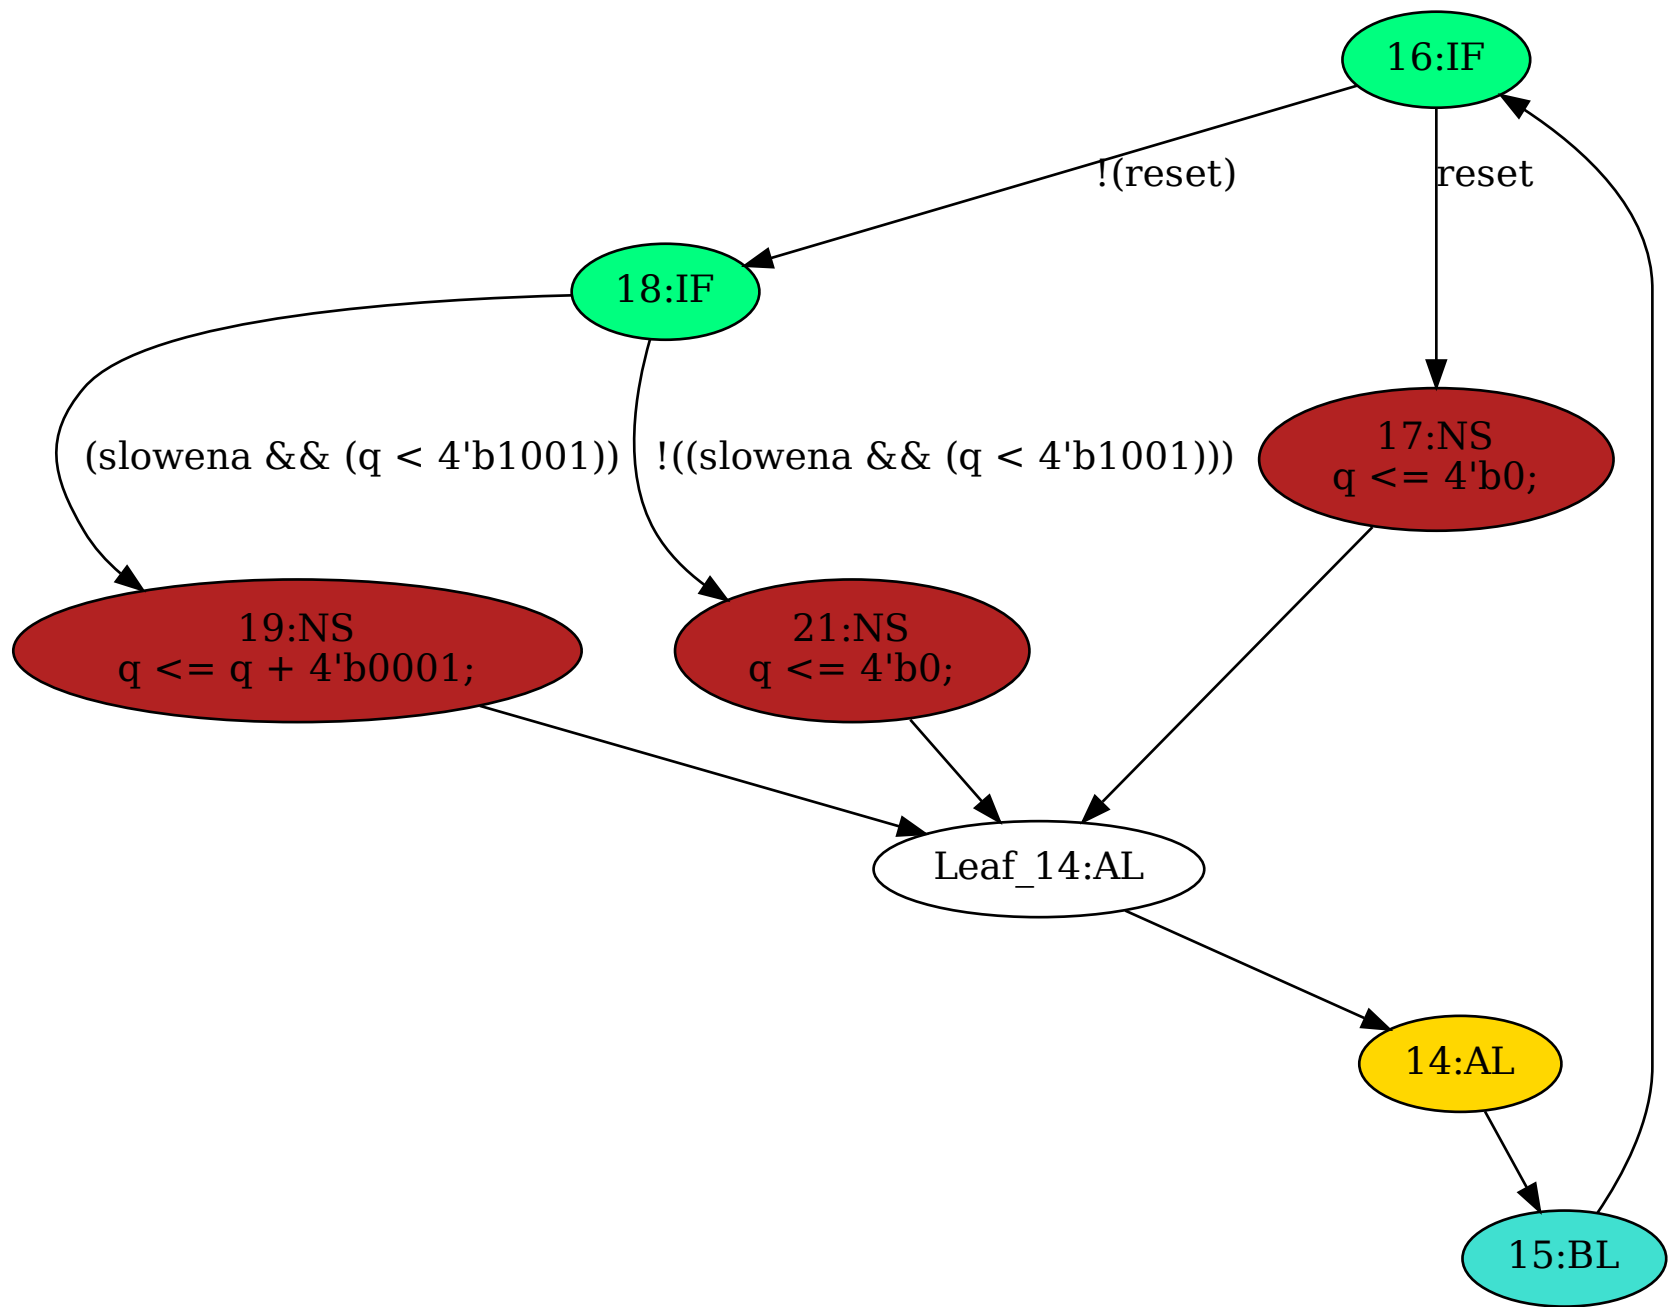 16:IF
!(reset)
reset
18:IF
(slowena && (q < 4'b1001))
!((slowena && (q < 4'b1001)))
17:NS
q <= 4'b0;
19:NS
q <= q + 4'b0001;
21:NS
q <= 4'b0;
Leaf_14:AL
14:AL
15:BL